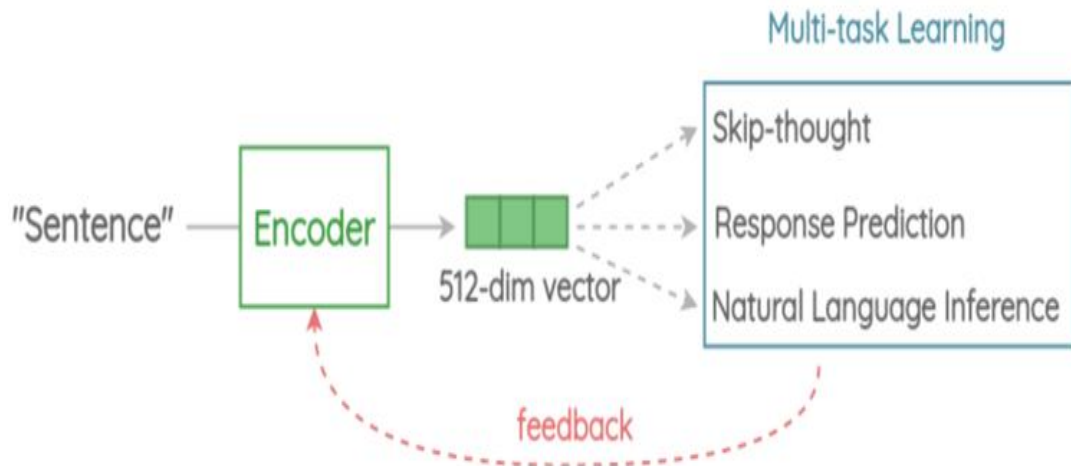 Multi-task Learning
Skip-thought
"Sentence"
Encoder
Response Prediction
512-dim vector
Natural Language Inference
feedback